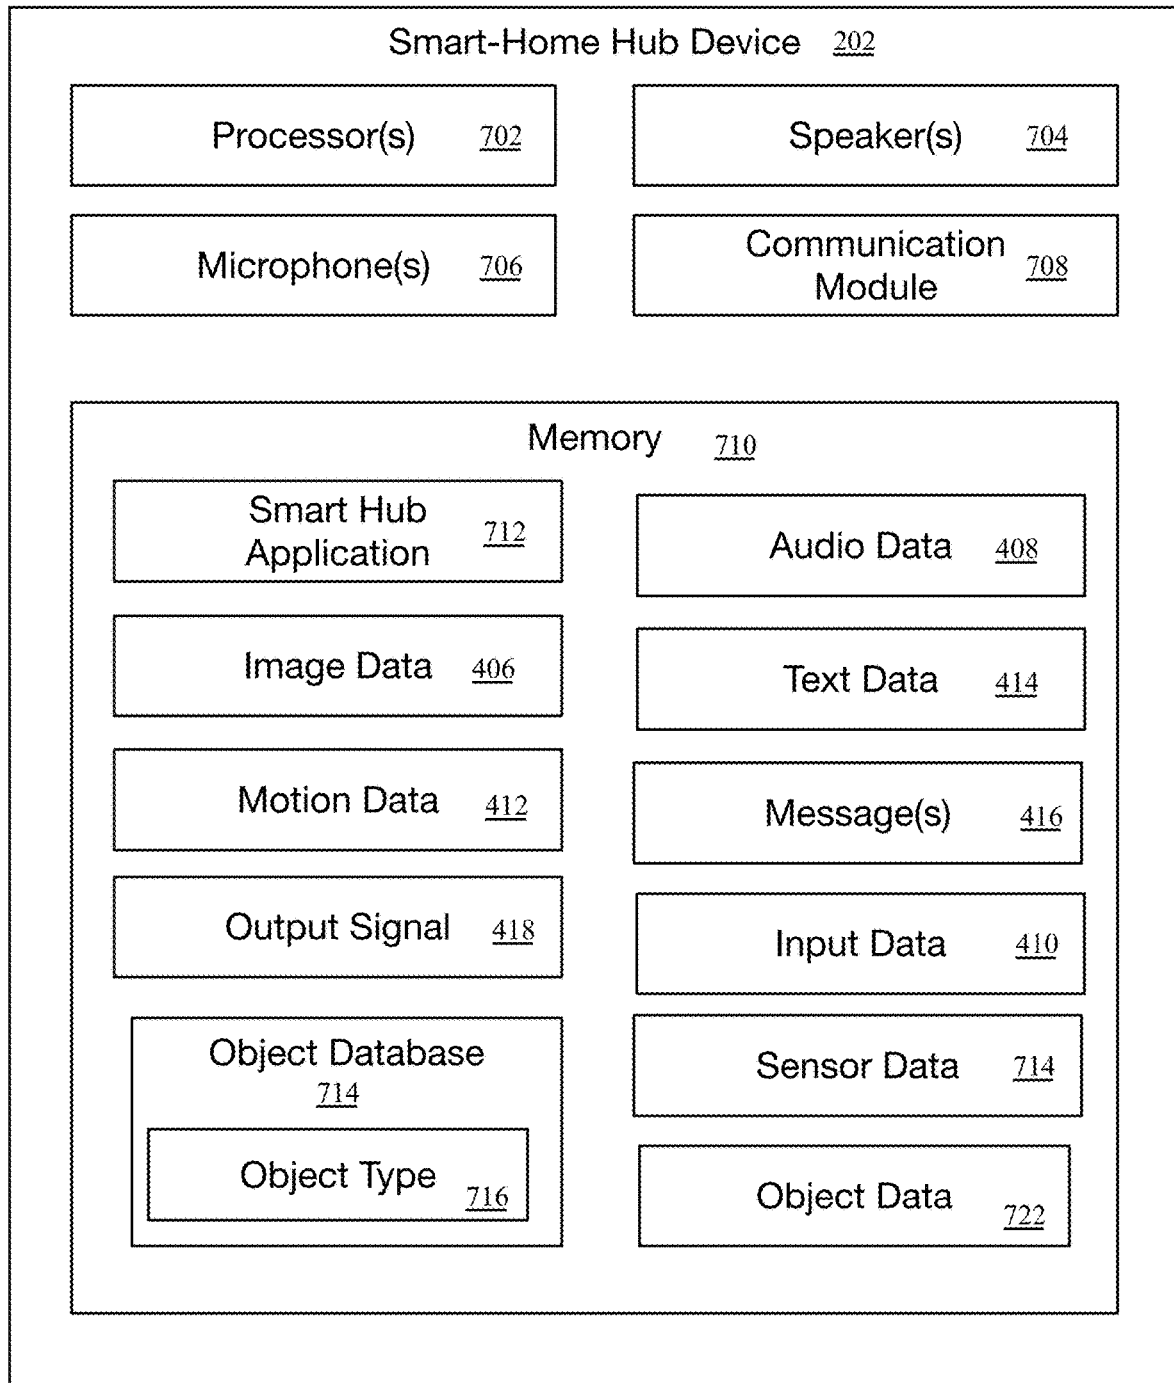 Smart-Home Hub Device 202
Processor(s) 702
Speaker(s) 704
Microphone(s) 706
Communication
Module 708
Memory 710
Smart Hub
Application 712
Audio Data 408
Image Data 406
Text Data 414
Motion Data 412
Message(s) 416
Output Signal 418
Input Data 410
Object Database
714
Sensor Data 714
Object Type 716
Object Data 722